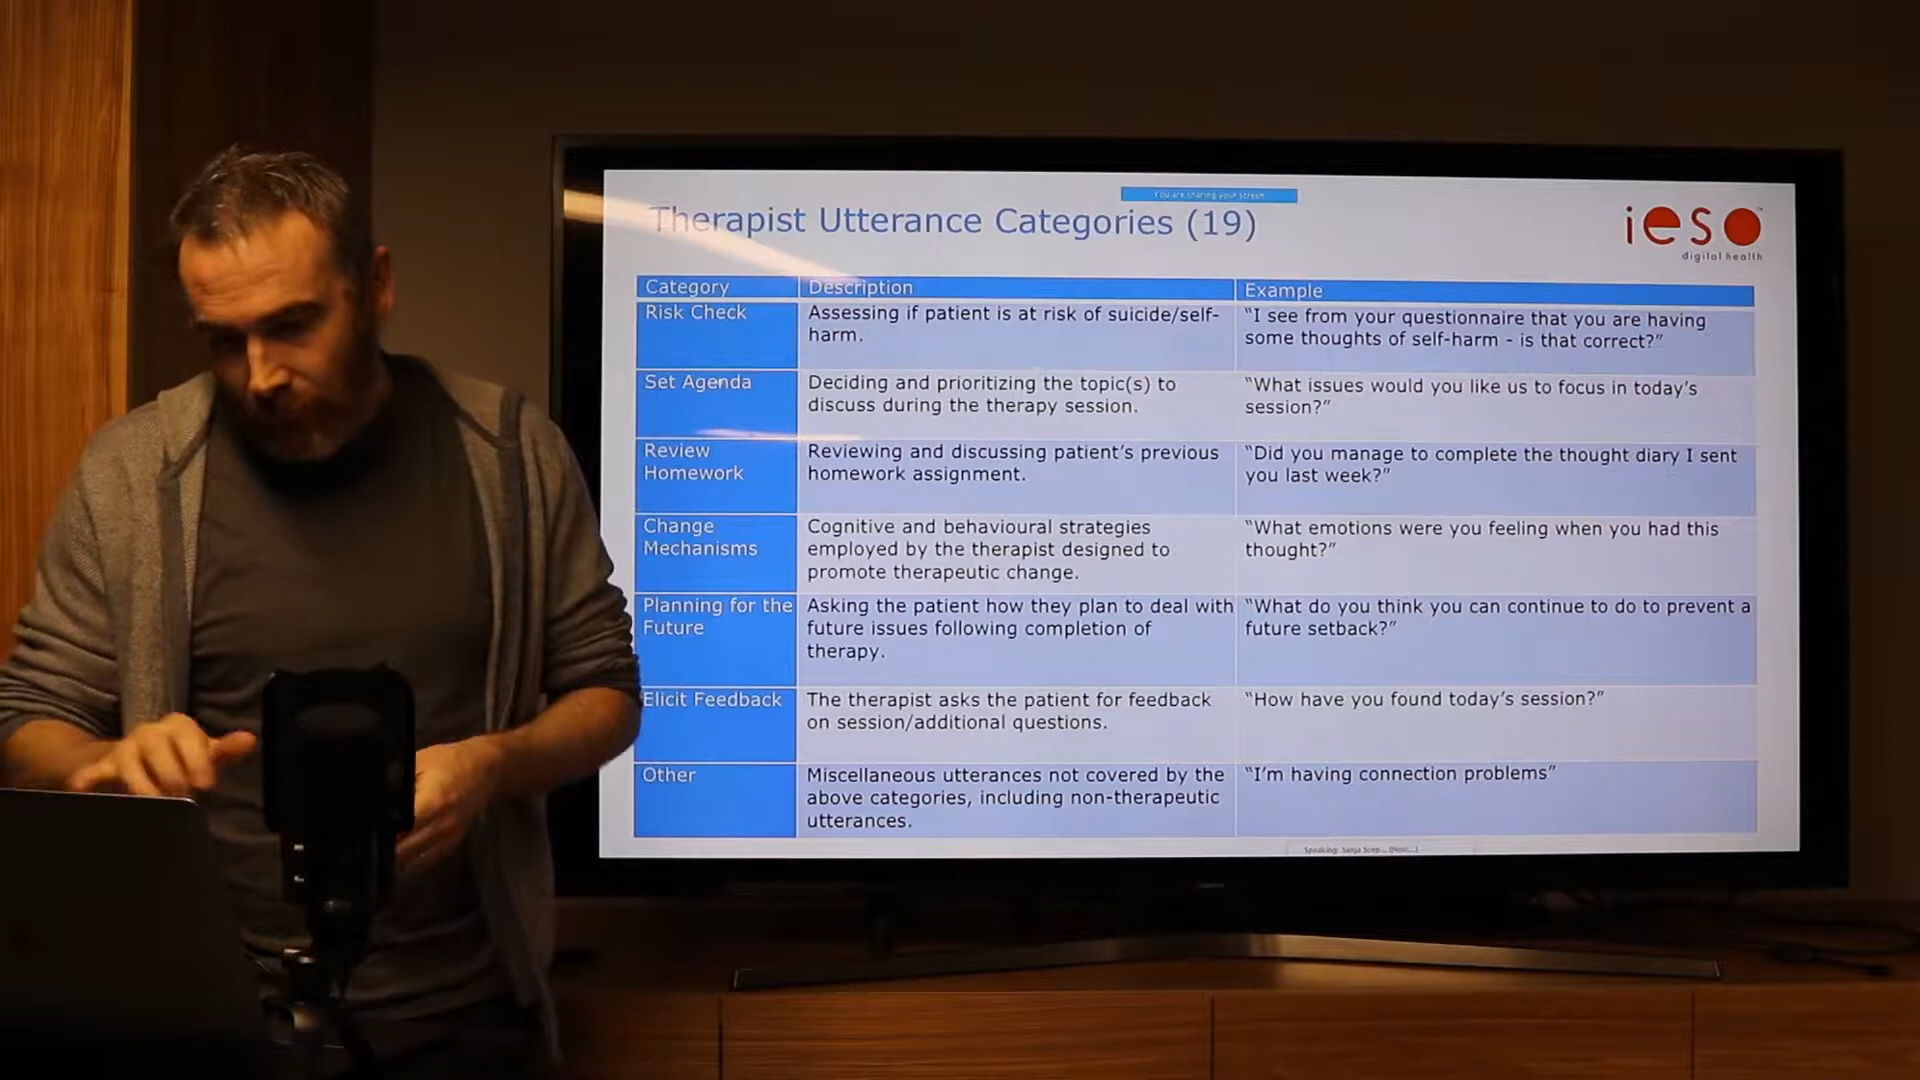 You are sharing your screen
Therapist Utterance Categories (19)
ieso
digital health
Category Description Example
Risk Check
Assessing if patient is at risk of suicide/self-
harm.
"I see from your questionnaire that you are having
some thoughts of self-harm - is that correct?"
Set Agenda
Deciding and prioritizing the topic(s) to
discuss during the therapy session.
"What issues would you like us to focus in today's
session?"
Review
Homework
Reviewing and discussing patient's previous
homework assignment.
"Did you manage to complete the thought diary I sent
you last week?"
Change
Mechanisms
Cognitive and behavioural strategies
employed by the therapist designed to
promote therapeutic change.
"What emotions were you feeling when you had this
thought?"
Planning for the
Future
Asking the patient how they plan to deal with
future issues following completion of
therapy.
"What do you think you can continue to do to prevent a
future setback?"
Elicit Feedback
The therapist asks the patient for feedback
on session/additional questions.
"How have you found today's session?"
Other
Miscellaneous utterances not covered by the
above categories, including non-therapeutic
utterances.
"I'm having connection problems"
Speaking: Sanja Scep...